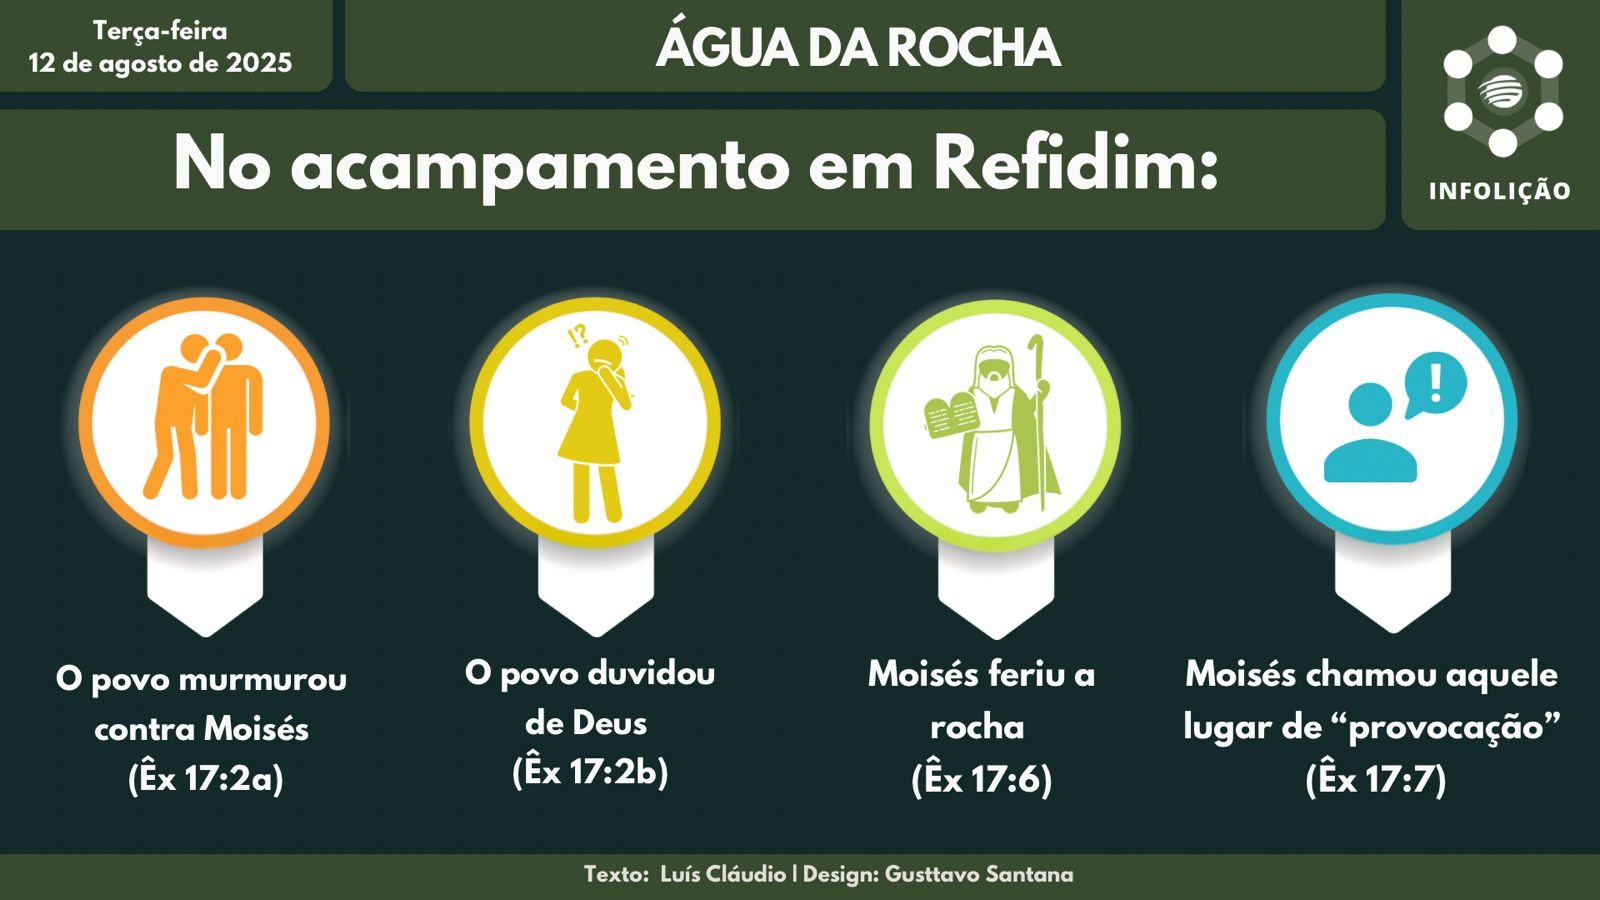 Terça-feira
12 de agosto de 2025
ÁGUA DA ROCHA
INFOLIÇÃO
No acampamento em Refidim:
!?
!
O povo murmurou
contra Moisés
(Êx 17:2a)
O povo duvidou
de Deus
(Êx 17:2b)
Moisés feriu a
rocha
(Êx 17:6)
Moisés chamou aquele
lugar de “provocação”
(Êx 17:7)
Texto: Luís Cláudio | Design: Gusttavo Santana